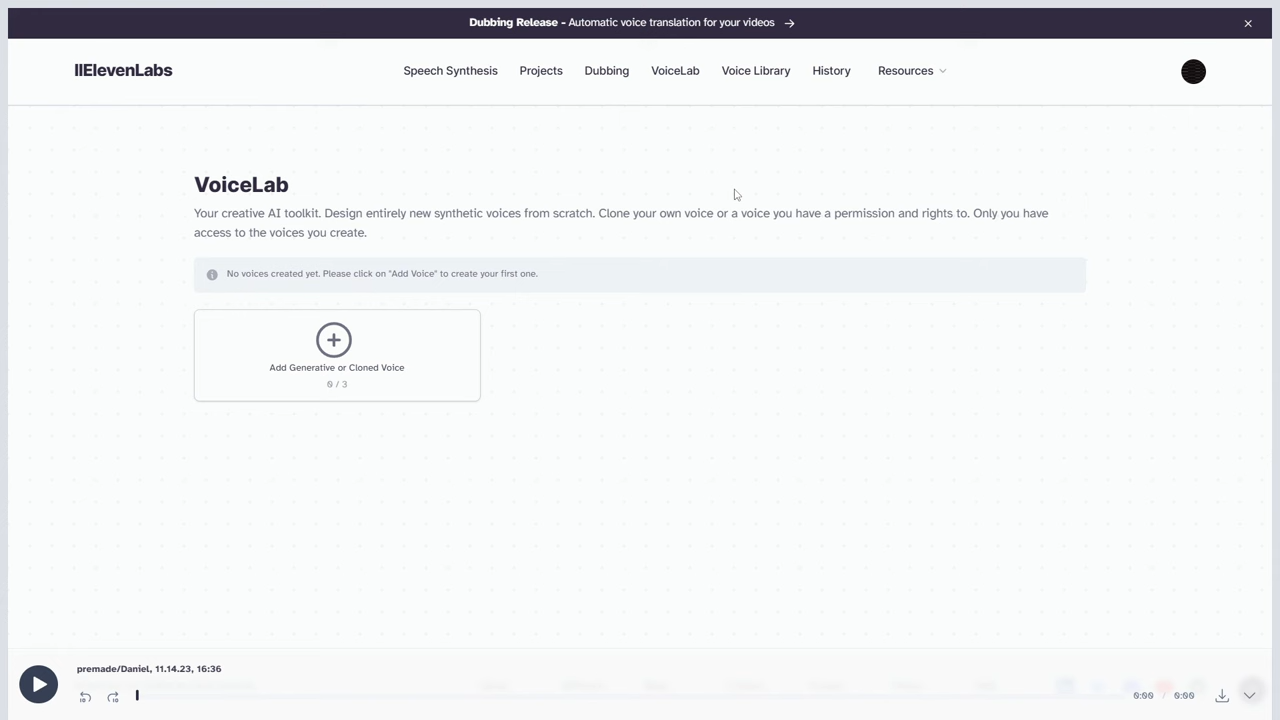 Dubbing Release - Automatic voice translation for your videos →
IIElevenLabs
Speech Synthesis Projects Dubbing VoiceLab Voice Library History Resources
VoiceLab
Your creative AI toolkit. Design entirely new synthetic voices from scratch. Clone your own voice or a voice you have a permission and rights to. Only you have
access to the voices you create.
No voices created yet. Please click on "Add Voice" to create your first one.
Add Generative or Cloned Voice
0 / 3
premade/Daniel, 11.14.23, 16:36
10 10 0:00 / 0:00